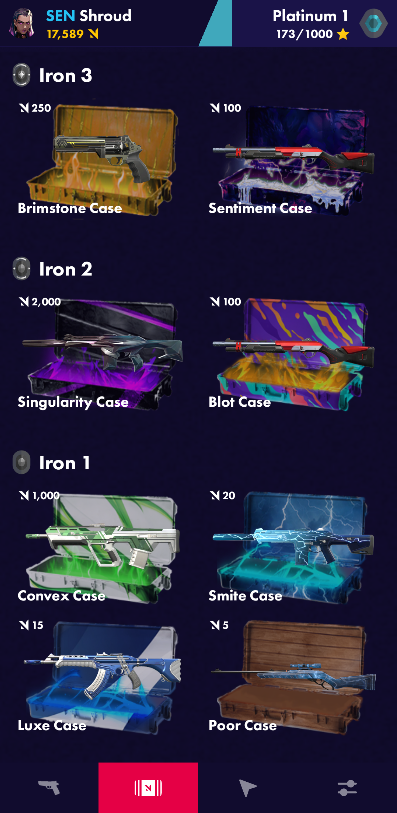 SEN Shroud
17,589
Platinum 1
173/1000
Iron 3
250
100
Brimstone Case
Sentiment Case
Iron 2
2,000
100
Singularity Case
Blot Case
Iron 1
1,000
20
Convex Case
Smite Case
15
5
Luxe Case
Poor Case